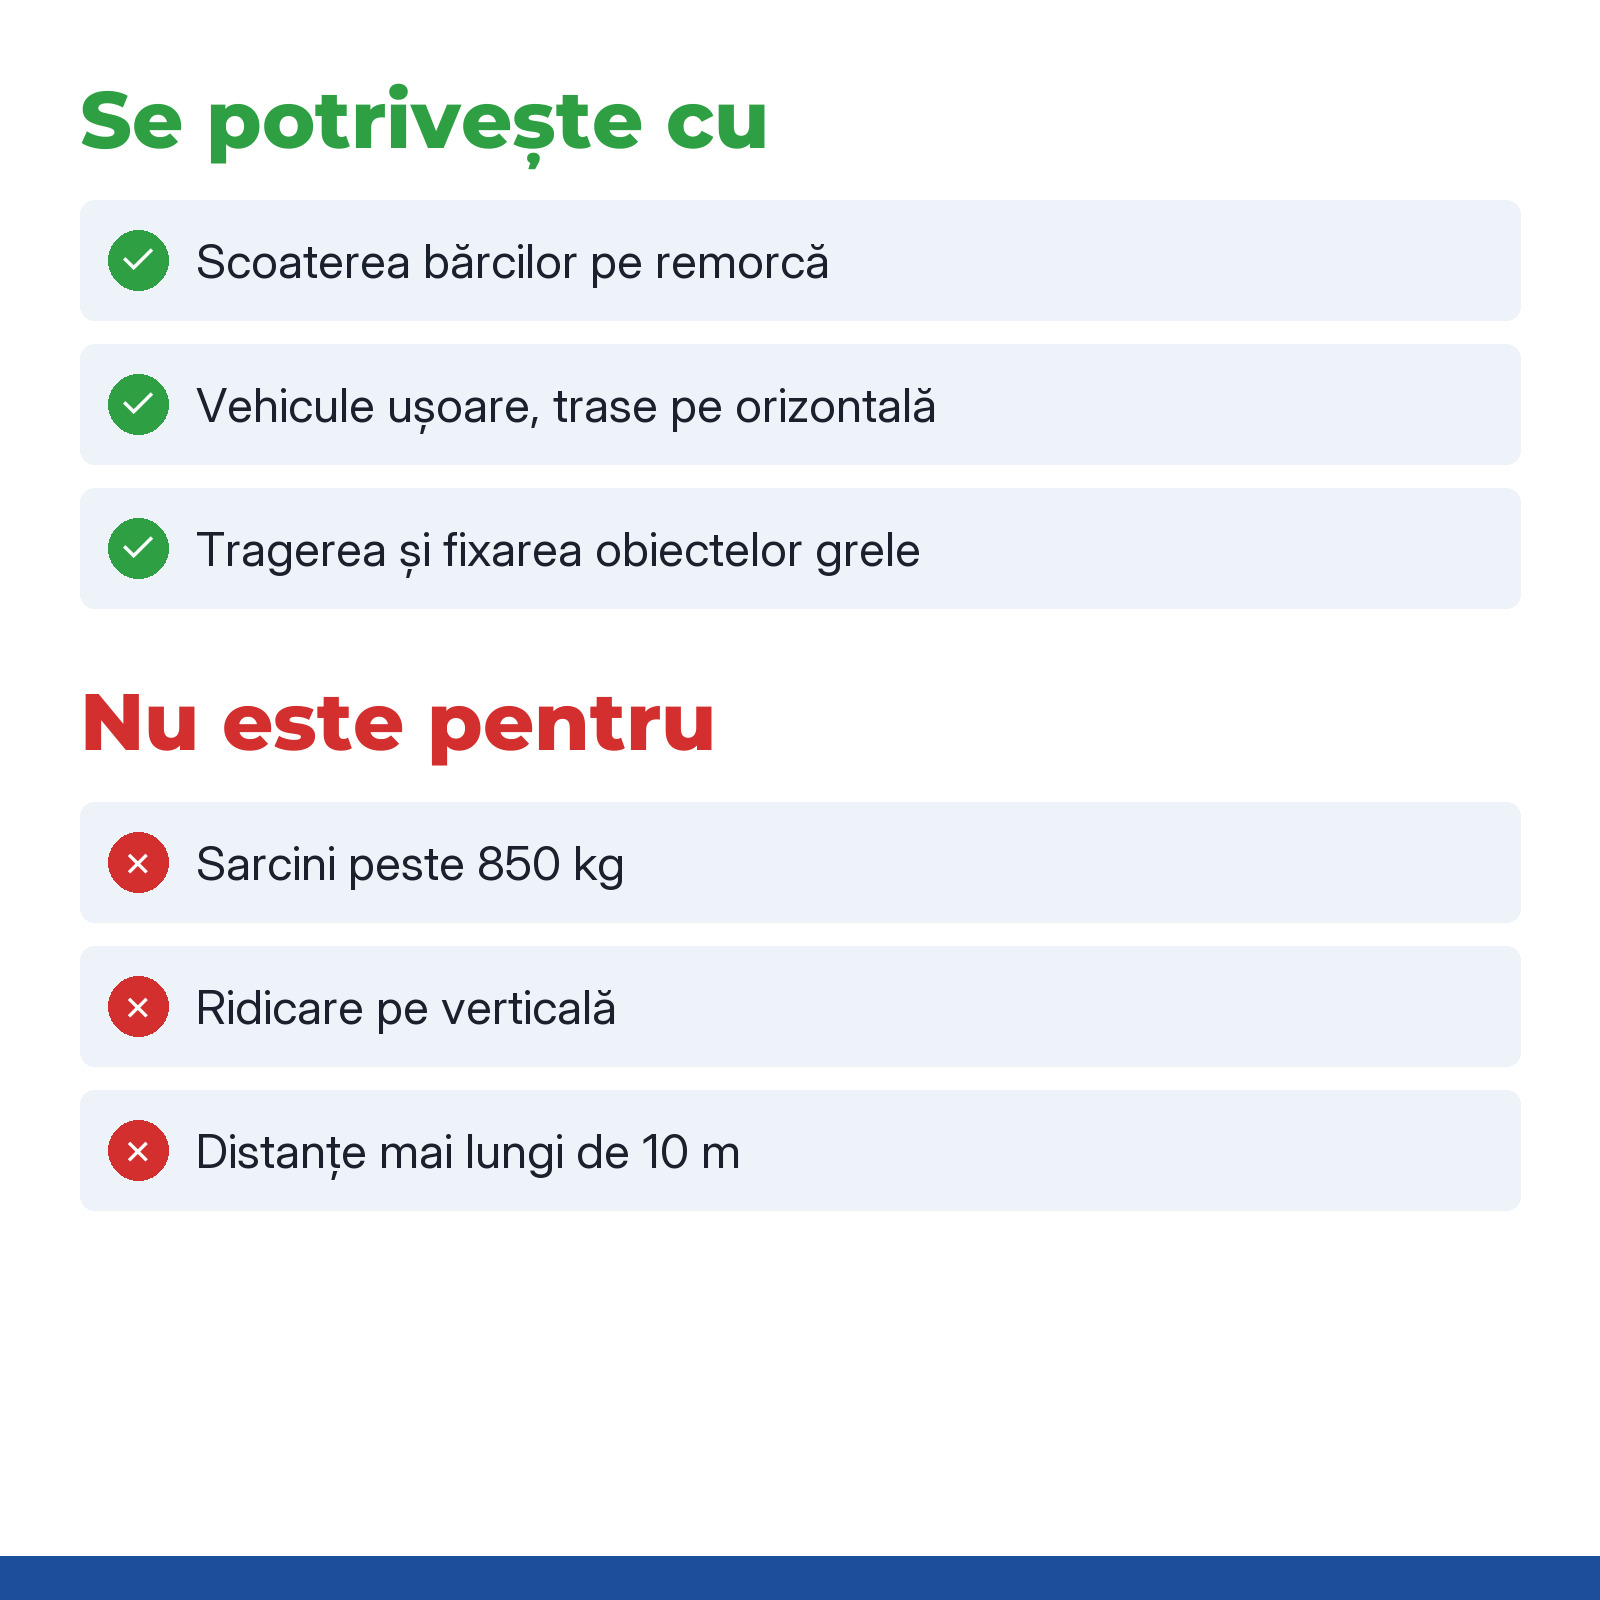 Se potrivește cu
Scoaterea bărcilor pe remorcă
Vehicule ușoare, trase pe orizontală
Tragerea și fixarea obiectelor grele
Nu este pentru
Sarcini peste 850 kg
Ridicare pe verticală
Distanțe mai lungi de 10 m